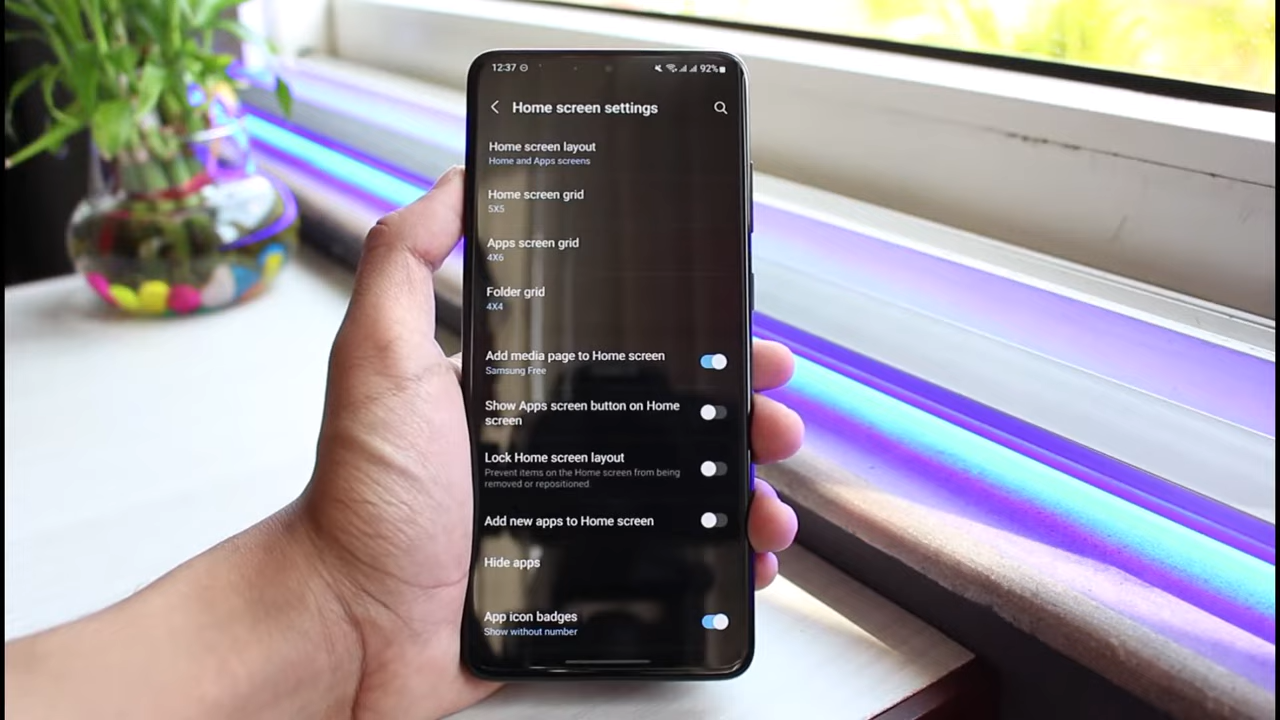 12:37 92%
Home screen settings
Home screen layout
Home and Apps screens
Home screen grid
5X5
Apps screen grid
4X6
Folder grid
4X4
Add media page to Home screen
Samsung Free
Show Apps screen button on Home
screen
Lock Home screen layout
Prevent items on the Home screen from being
removed or repositioned.
Add new apps to Home screen
Hide apps
App icon badges
Show without number